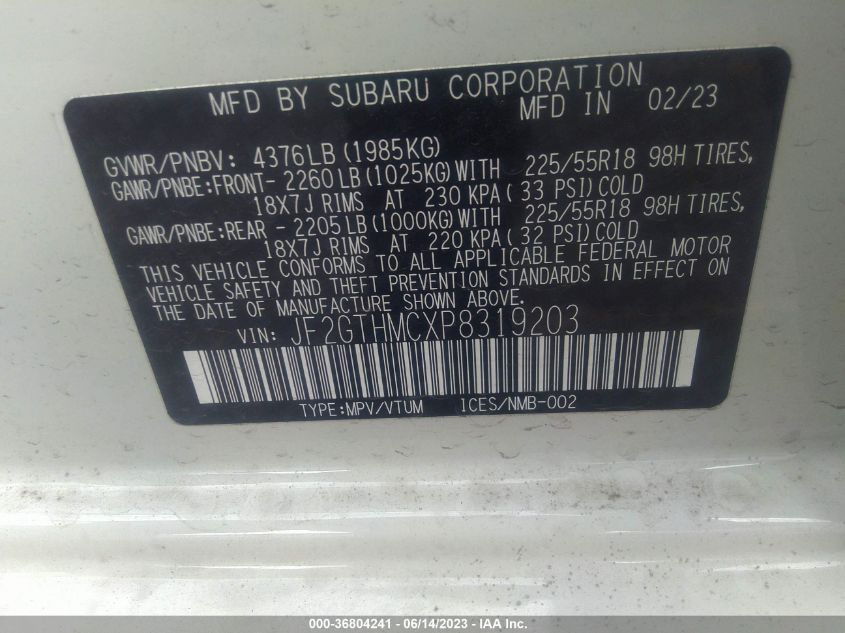 MFD BY SUBARU CORPORATION
MFD IN 02/23
GVWR/PNBV: 4376LB (1985KG)
GAWR/PNBE:FRONT- 2260LB (1025KG) WITH 225/55R18 98H TIRES,
18X7J RIMS AT 230 KPA ( 33 PSI) COLD
GAWR/PNBE:REAR - 2205LB (1000KG) WITH 225/55R18 98H TIRES,
18X7J RIMS AT 220 KPA ( 32 PSI) COLD
THIS VEHICLE CONFORMS TO ALL APPLICABLE FEDERAL MOTOR
VEHICLE SAFETY AND THEFT PREVENTION STANDARDS IN EFFECT ON
THE DATE OF MANUFACTURE SHOWN ABOVE.
VIN: JF2GTHMCXP8319203
TYPE:MPV/VTUM ICES/NMB-002
000-36804241 - 06/14/2023 - IAA Inc.